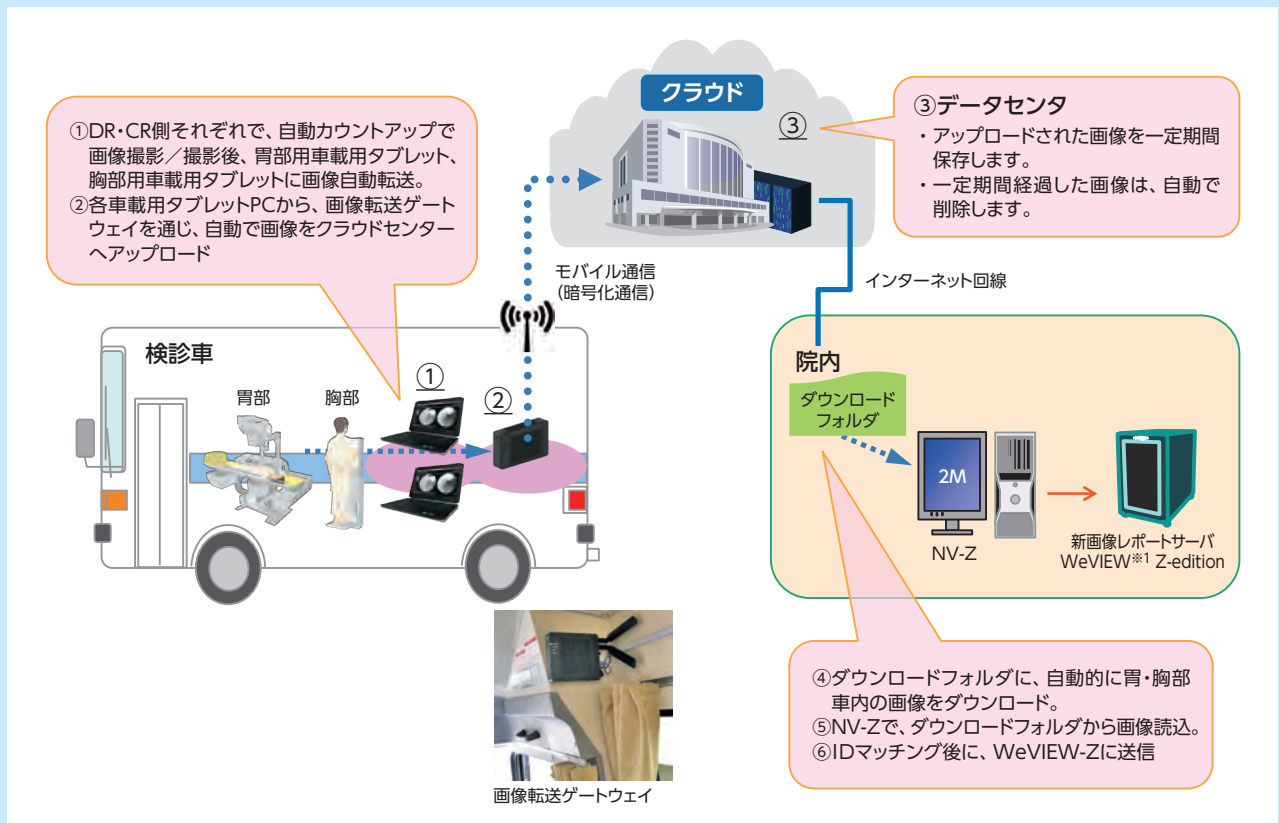 クラウド
③
③データセンタ
・アップロードされた画像を一定期間
保存します。
・一定期間経過した画像は、自動で
削除します。
①DR・CR側それぞれで、自動カウントアップで
画像撮影／撮影後、胃部用車載用タブレット、
胸部用車載用タブレットに画像自動転送。
②各車載用タブレットPCから、画像転送ゲート
ウェイを通じ、自動で画像をクラウドセンター
へアップロード
モバイル通信
（暗号化通信）
インターネット回線
検診車
胃部
胸部
①
②
院内
ダウンロード
フォルダ
2M
NV-Z
新画像レポートサーバ
WeVIEW※1 Z-edition
④ダウンロードフォルダに、自動的に胃・胸部
車内の画像をダウンロード。
⑤NV-Zで、ダウンロードフォルダから画像読込。
⑥IDマッチング後に、WeVIEW-Zに送信
画像転送ゲートウェイ